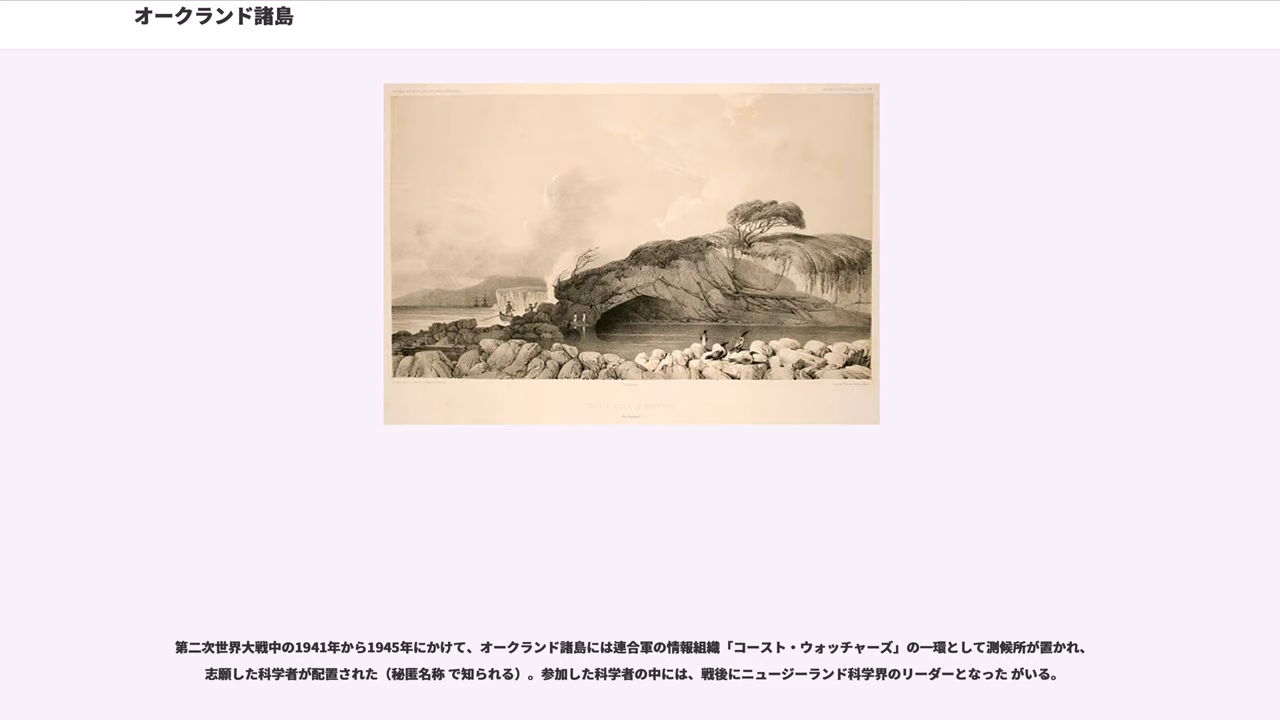 オークランド諸島
第二次世界大戦中の1941年から1945年にかけて、オークランド諸島には連合軍の情報組織「コースト・ウォッチャーズ」の一環として測候所が置かれ、
志願した科学者が配置された（秘匿名称 で知られる）。参加した科学者の中には、戦後にニュージーランド科学界のリーダーとなった がいる。